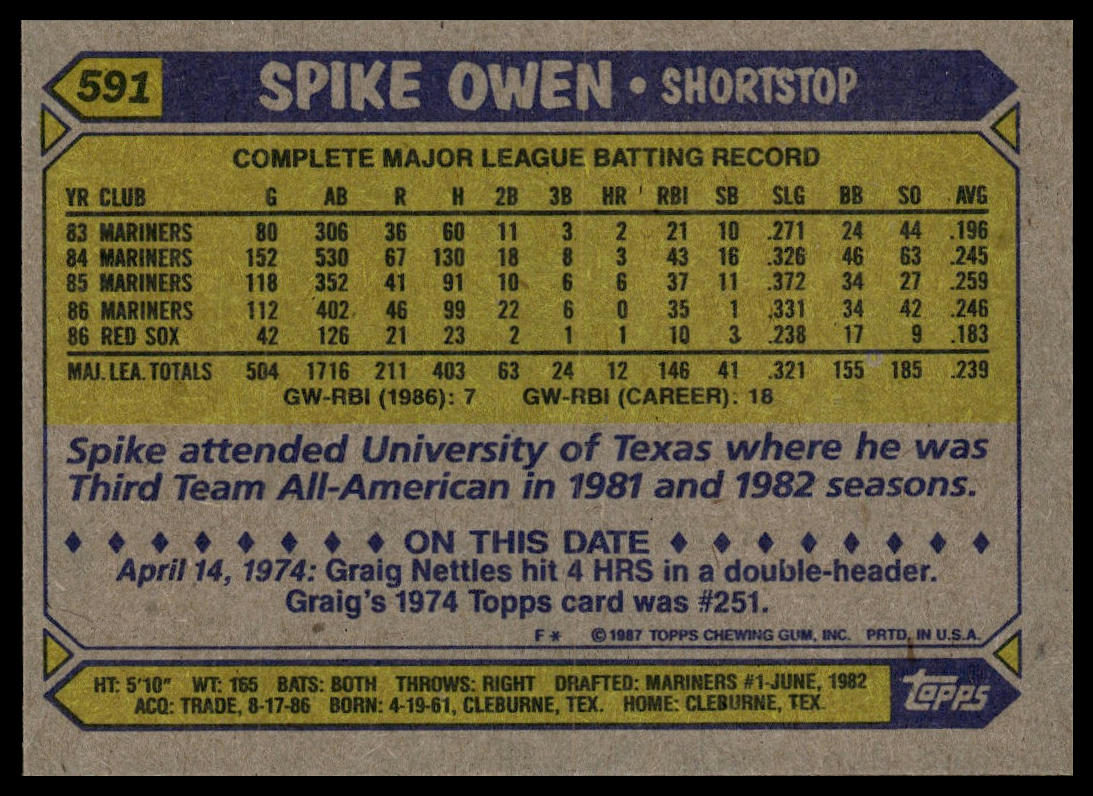 591 SPIKE OWEN • SHORTSTOP
COMPLETE MAJOR LEAGUE BATTING RECORD
YR CLUB G AB R H 2B 3B HR RBI SB SLG BB SO AVG
83 MARINERS 80 306 36 60 11 3 2 21 10 .271 24 44 .196
84 MARINERS 152 530 67 130 18 8 3 43 16 .326 46 63 .245
85 MARINERS 118 352 41 91 10 6 6 37 11 .372 34 27 .259
86 MARINERS 112 402 46 99 22 6 0 35 1 .331 34 42 .246
86 RED SOX 42 126 21 23 2 1 1 10 3 .238 17 9 .183
MAJ. LEA. TOTALS 504 1716 211 403 63 24 12 146 41 .321 155 185 .239
GW-RBI (1986): 7 GW-RBI (CAREER): 18
Spike attended University of Texas where he was
Third Team All-American in 1981 and 1982 seasons.
♦ ♦ ♦ ♦ ♦ ♦ ♦ ♦ ON THIS DATE ♦ ♦ ♦ ♦ ♦ ♦ ♦ ♦
April 14, 1974: Graig Nettles hit 4 HRS in a double-header.
Graig's 1974 Topps card was #251.
F * © 1987 TOPPS CHEWING GUM, INC. PRTD. IN U.S.A.
HT: 5'10" WT: 165 BATS: BOTH THROWS: RIGHT DRAFTED: MARINERS #1-JUNE, 1982
ACQ: TRADE, 8-17-86 BORN: 4-19-61, CLEBURNE, TEX. HOME: CLEBURNE, TEX.
topps